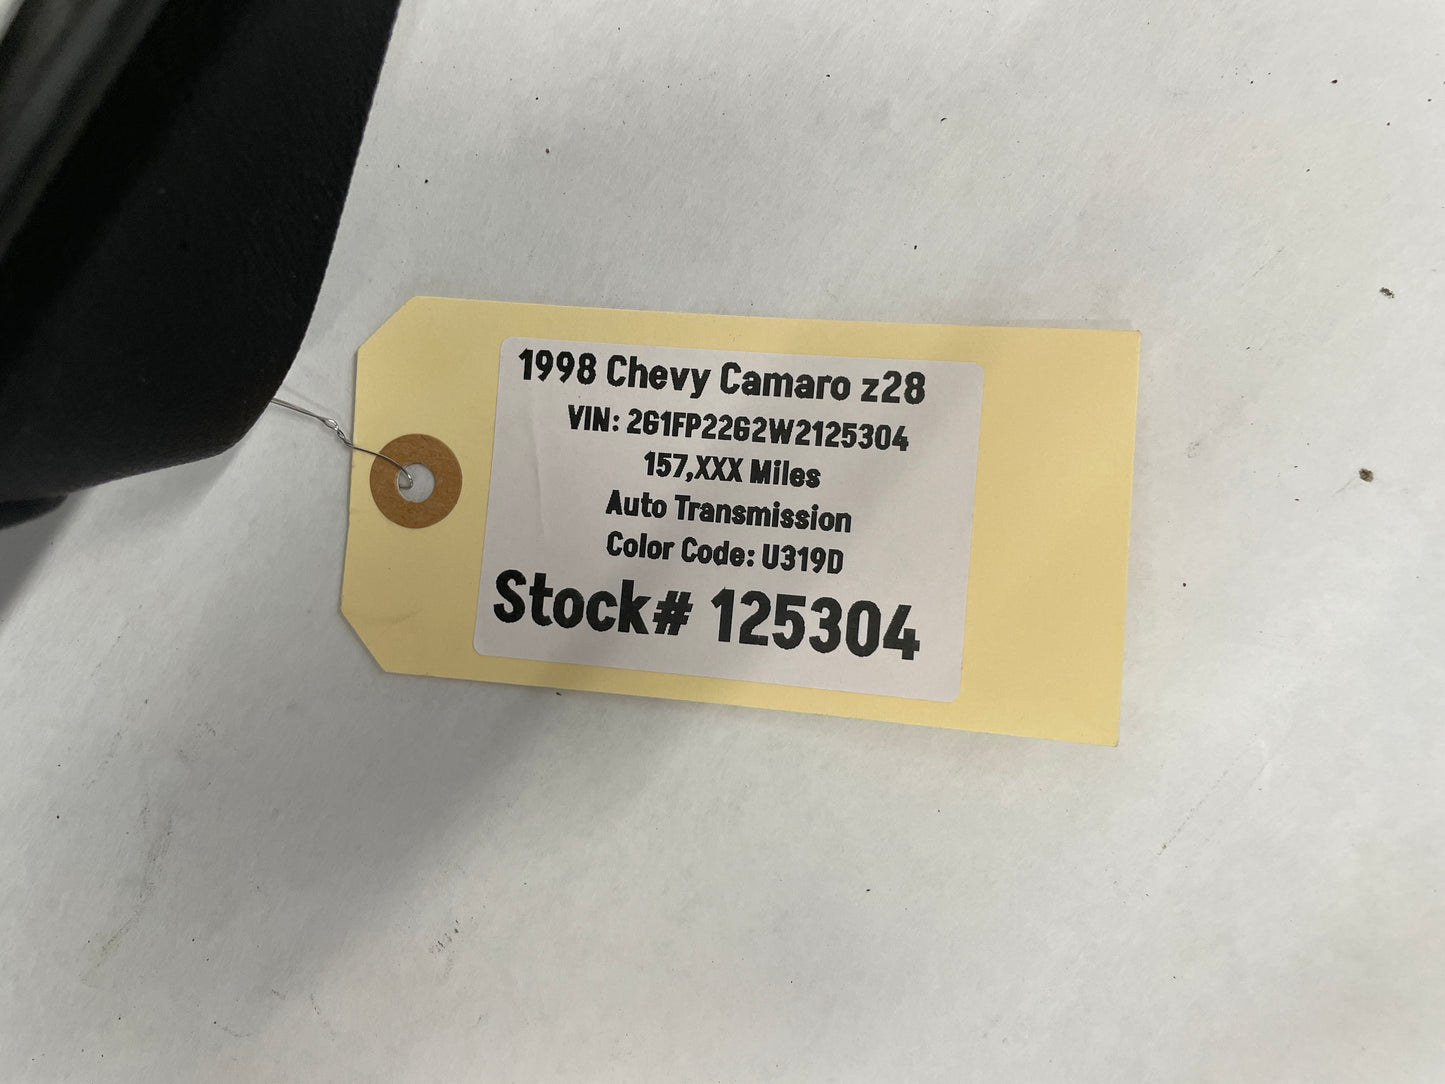 1998 Chevy Camaro z28
VIN: 2G1FP22G2W2125304
157,XXX Miles
Auto Transmission
Color Code: U319D
Stock# 125304